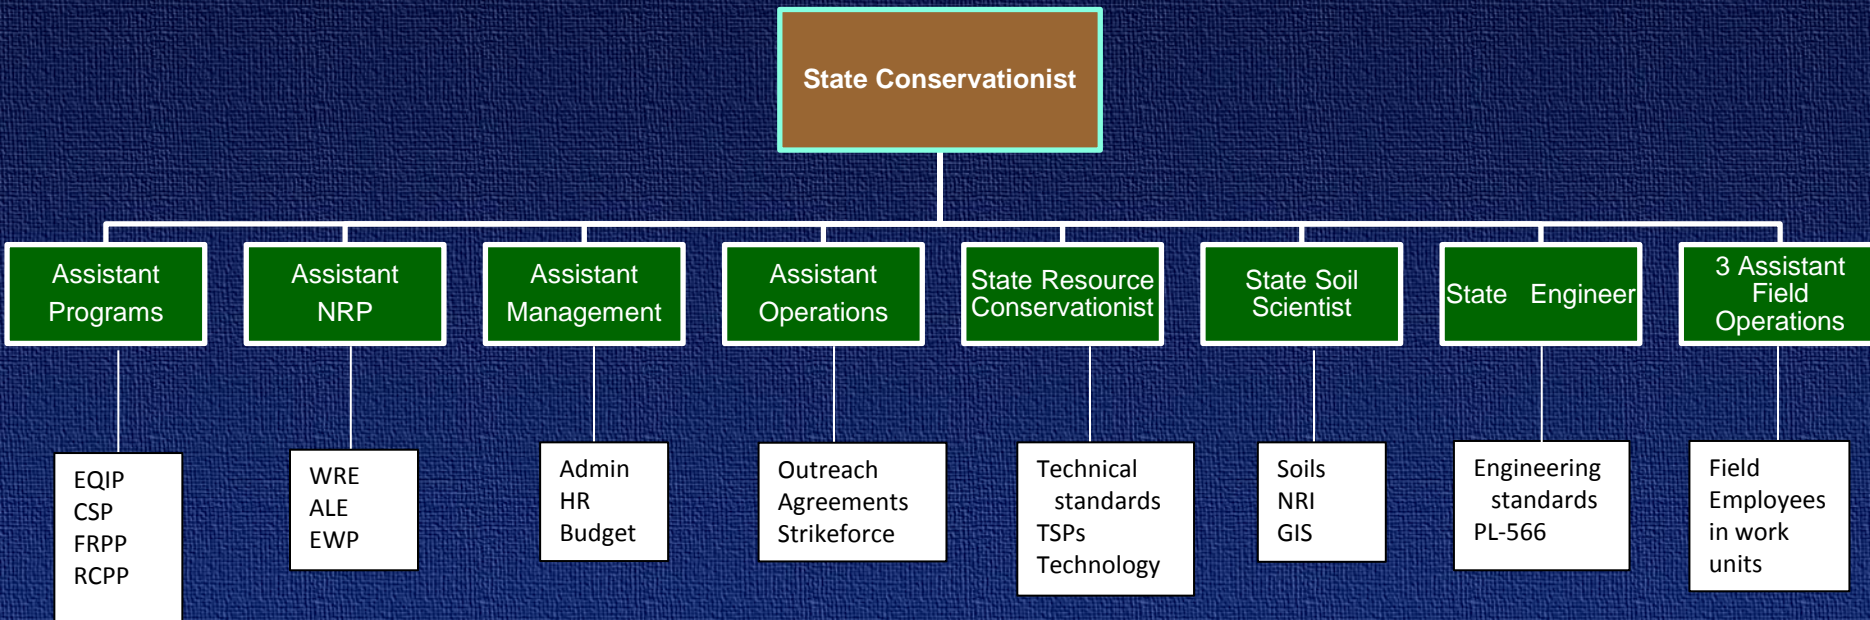 State Conservationist
Assistant
Programs
Assistant
NRP
Assistant
Management
Assistant
Operations
State Resource
Conservationist
State Soil
Scientist
State Engineer
3 Assistant
Field
Operations
EQIP
CSP
FRPP
RCPP
WRE
ALE
EWP
Admin
HR
Budget
Outreach
Agreements
Strikeforce
Technical
standards
TSPs
Technology
Soils
NRI
GIS
Engineering
standards
PL-566
Field
Employees
in work
units